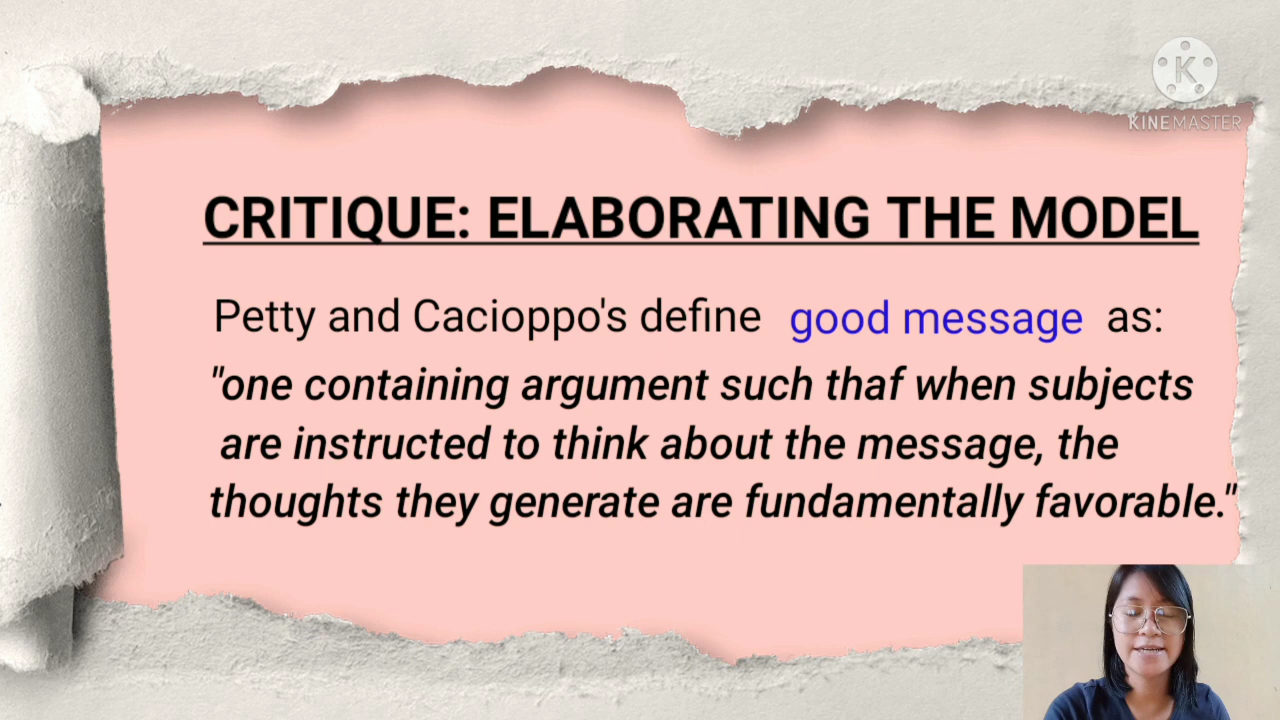 K
KINEMASTER
CRITIQUE: ELABORATING THE MODEL
Petty and Cacioppo's define good message as:
"one containing argument such thaf when subjects
are instructed to think about the message, the
thoughts they generate are fundamentally favorable."